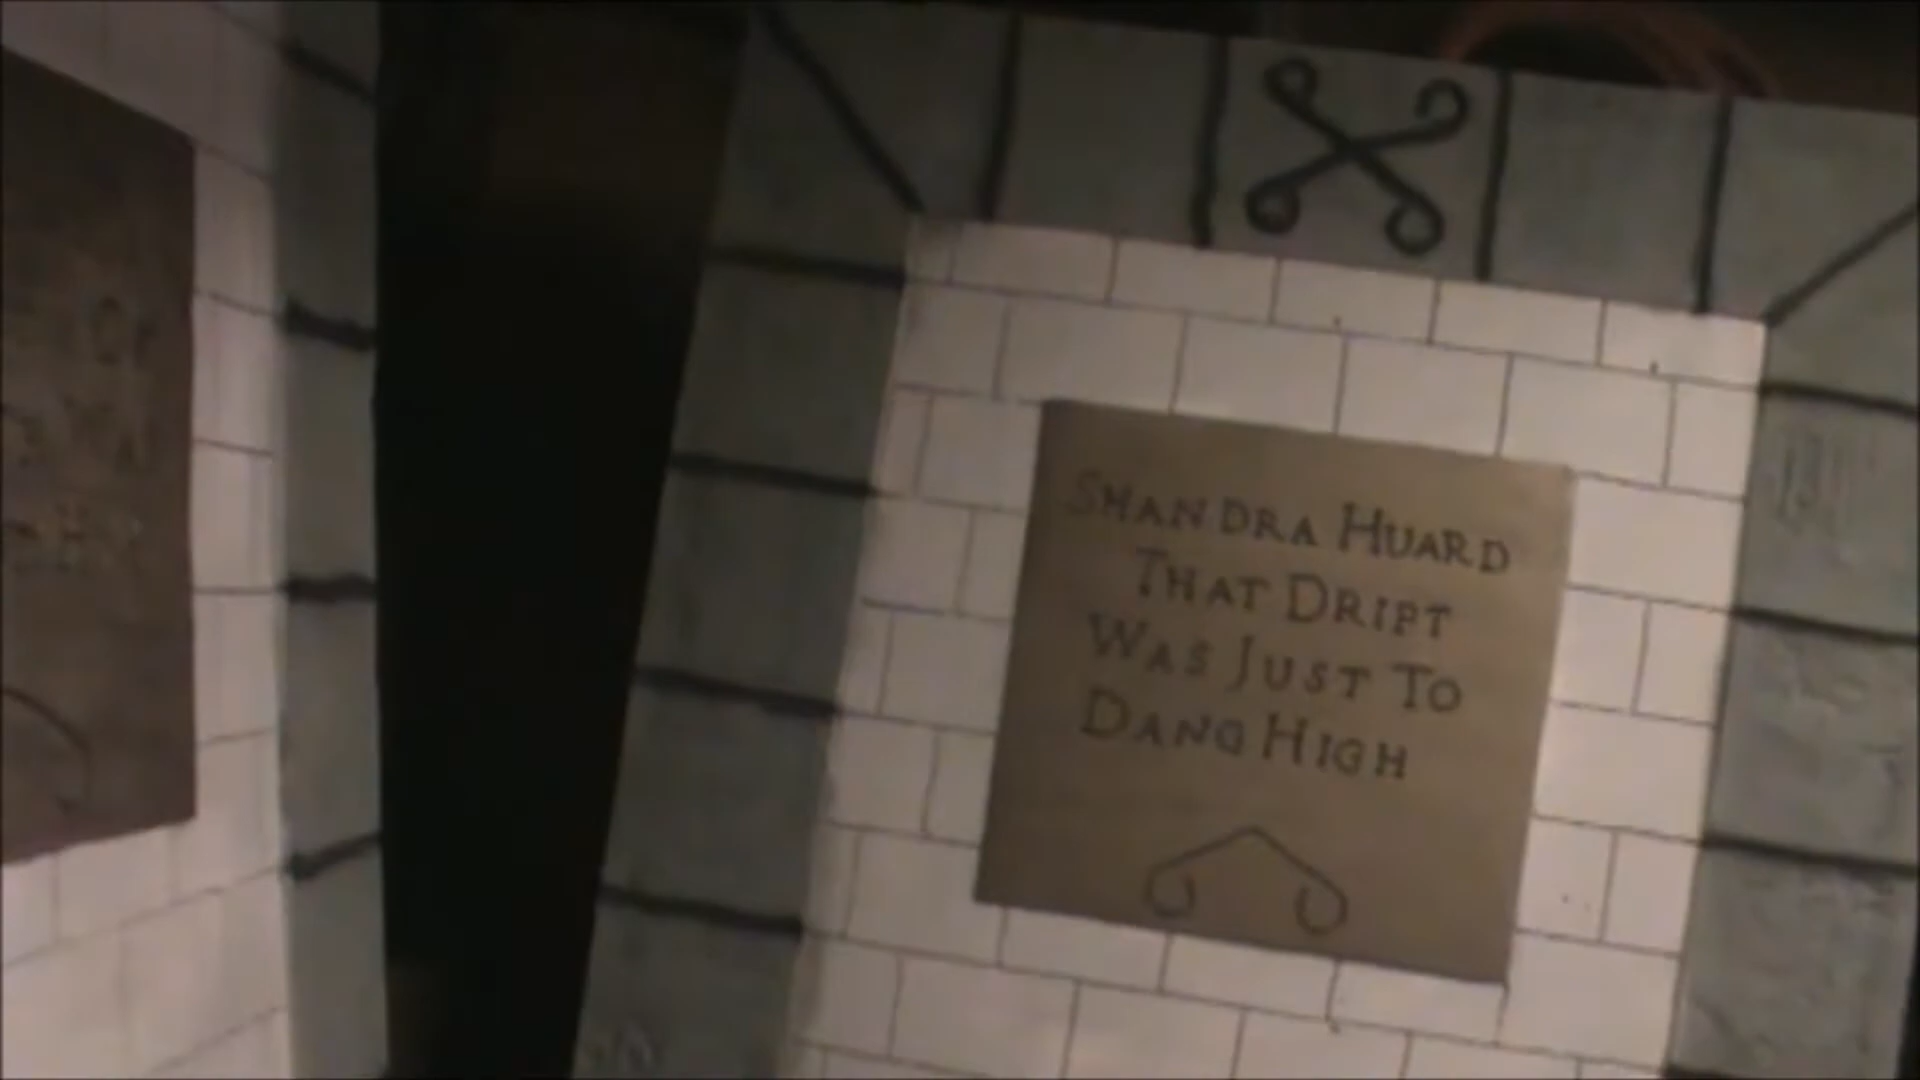 Shandra Huard
That Dript
Was Just To
Dang High